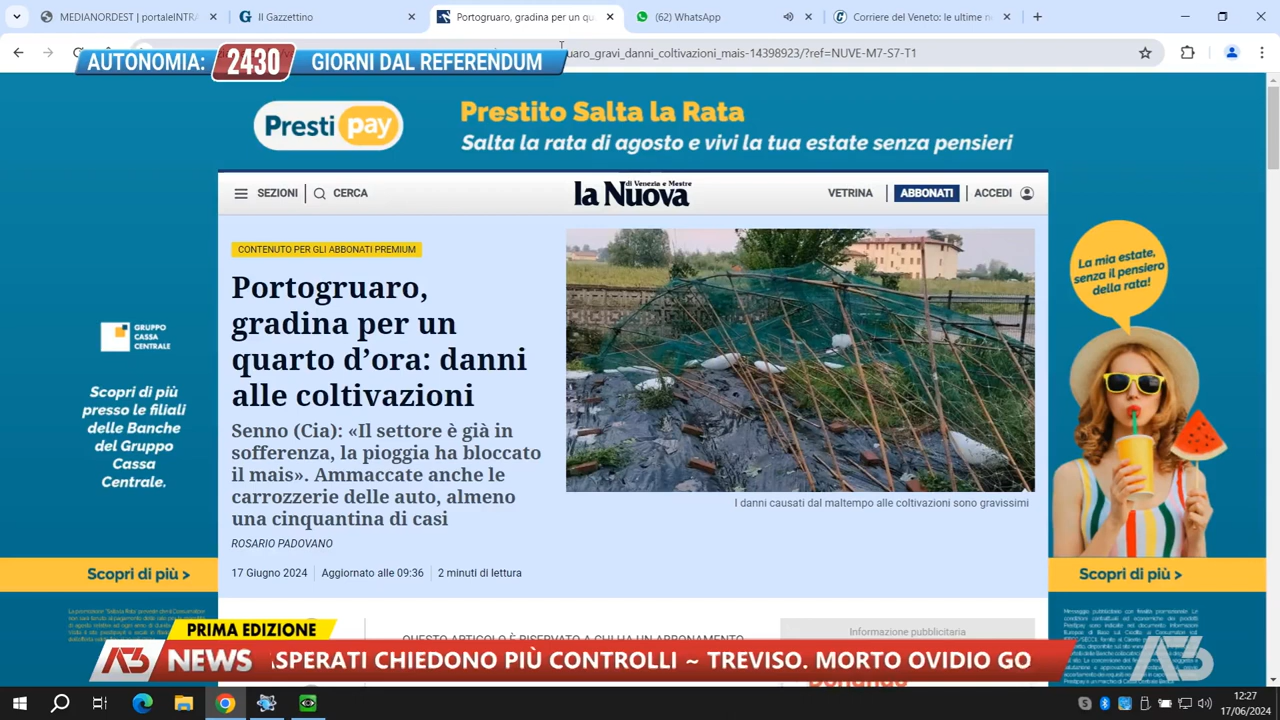 MEDIANORDEST | portaleINTRA
Il Gazzettino
Portogruaro, gradina per un qu
(62) WhatsApp
Corriere del Veneto: le ultime n
uaro_gravi_danni_coltivazioni_mais-14398923/?ref=NUVE-M7-S7-T1
AUTONOMIA: 2430 GIORNI DAL REFERENDUM
Presti pay
Prestito Salta la Rata
Salta la rata di agosto e vivi la tua estate senza pensieri
SEZIONI
CERCA
la Nuova
di Venezia e Mestre
VETRINA
ABBONATI
ACCEDI
CONTENUTO PER GLI ABBONATI PREMIUM
Portogruaro,
gradina per un
quarto d'ora: danni
alle coltivazioni
Senno (Cia): «Il settore è già in
sofferenza, la pioggia ha bloccato
il mais». Ammaccate anche le
carrozzerie delle auto, almeno
una cinquantina di casi
ROSARIO PADOVANO
17 Giugno 2024
Aggiornato alle 09:36
2 minuti di lettura
I danni causati dal maltempo alle coltivazioni sono gravissimi
GRUPPO
CASSA
CENTRALE
Scopri di più
presso le filiali
delle Banche
del Gruppo
Cassa
Centrale.
Scopri di più >
La mia estate,
senza il pensiero
della rata!
Scopri di più >
Informazione pubblicitaria
PRIMA EDIZIONE
A3 NEWS
ASPERATI
DONO PIÙ CONTROLLI ~ TREVISO.
OVIDIO GO
A3
12:27
17/06/2024